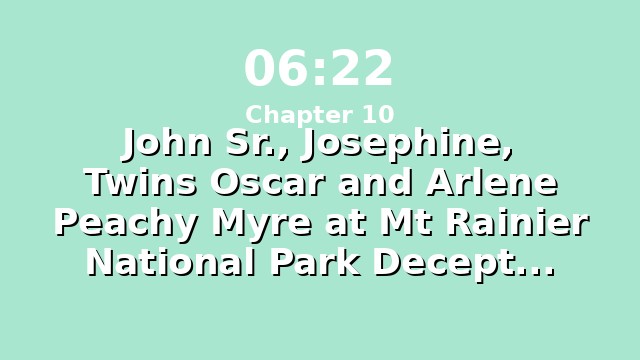 06:22
Chapter 10
John Sr., Josephine,
Twins Oscar and Arlene
Peachy Myre at Mt Rainier
National Park Decept...